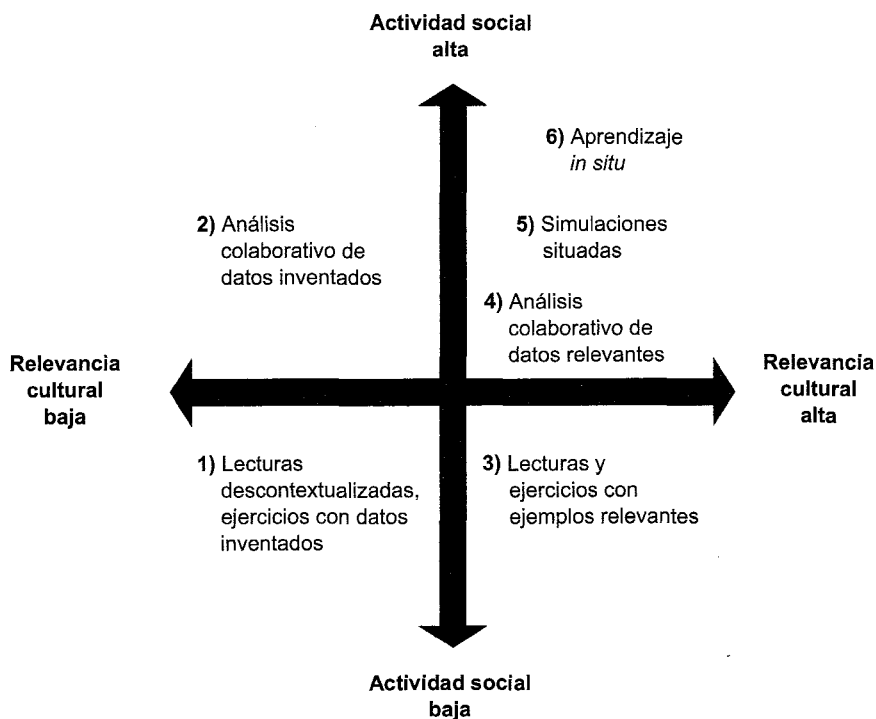 Actividad social
alta
6) Aprendizaje
in situ
2) Análisis
colaborativo de
datos inventados
5) Simulaciones
situadas
4) Análisis
colaborativo de
datos relevantes
Relevancia
cultural
baja
Relevancia
cultural
alta
1) Lecturas
descontextualizadas,
ejercicios con datos
inventados
3) Lecturas y
ejercicios con
ejemplos relevantes
Actividad social
baja